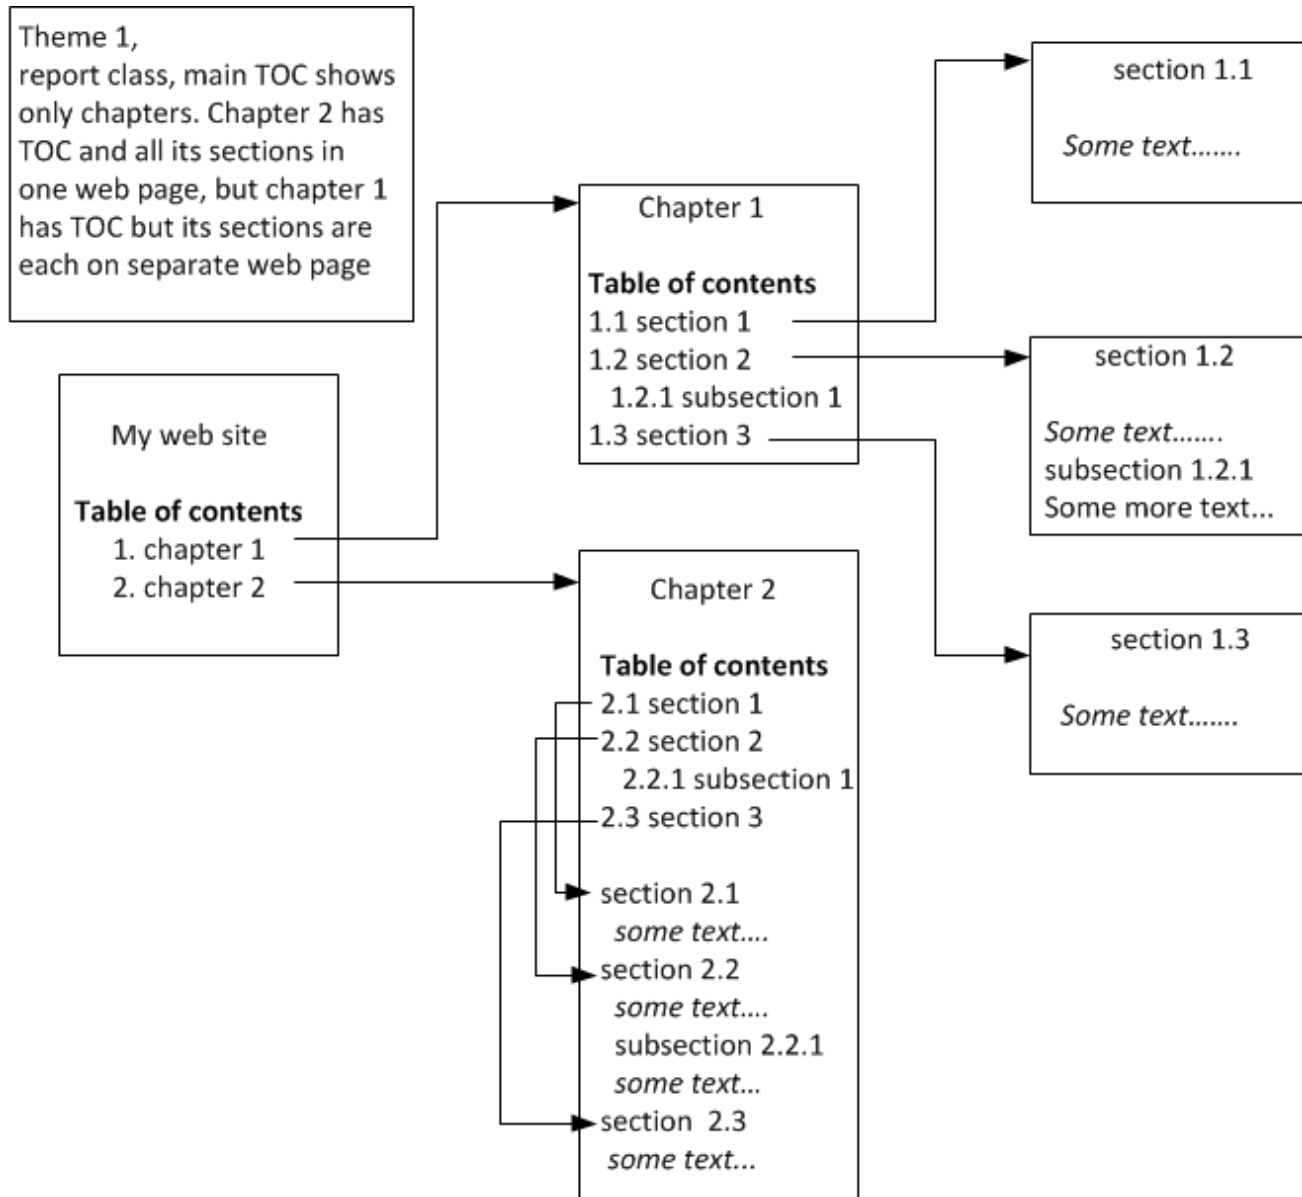 Theme 1,
report class, main TOC shows
only chapters. Chapter 2 has
TOC and all its sections in
one web page, but chapter 1
has TOC but its sections are
each on separate web page
My web site
Table of contents
1. chapter 1
2. chapter 2
Chapter 1
Table of contents
1.1 section 1
1.2 section 2
1.2.1 subsection 1
1.3 section 3
Chapter 2
Table of contents
2.1 section 1
2.2 section 2
2.2.1 subsection 1
2.3 section 3
section 2.1
some text....
section 2.2
some text....
subsection 2.2.1
some text...
section 2.3
some text...
section 1.1
Some text.......
section 1.2
Some text.......
subsection 1.2.1
Some more text...
section 1.3
Some text.......